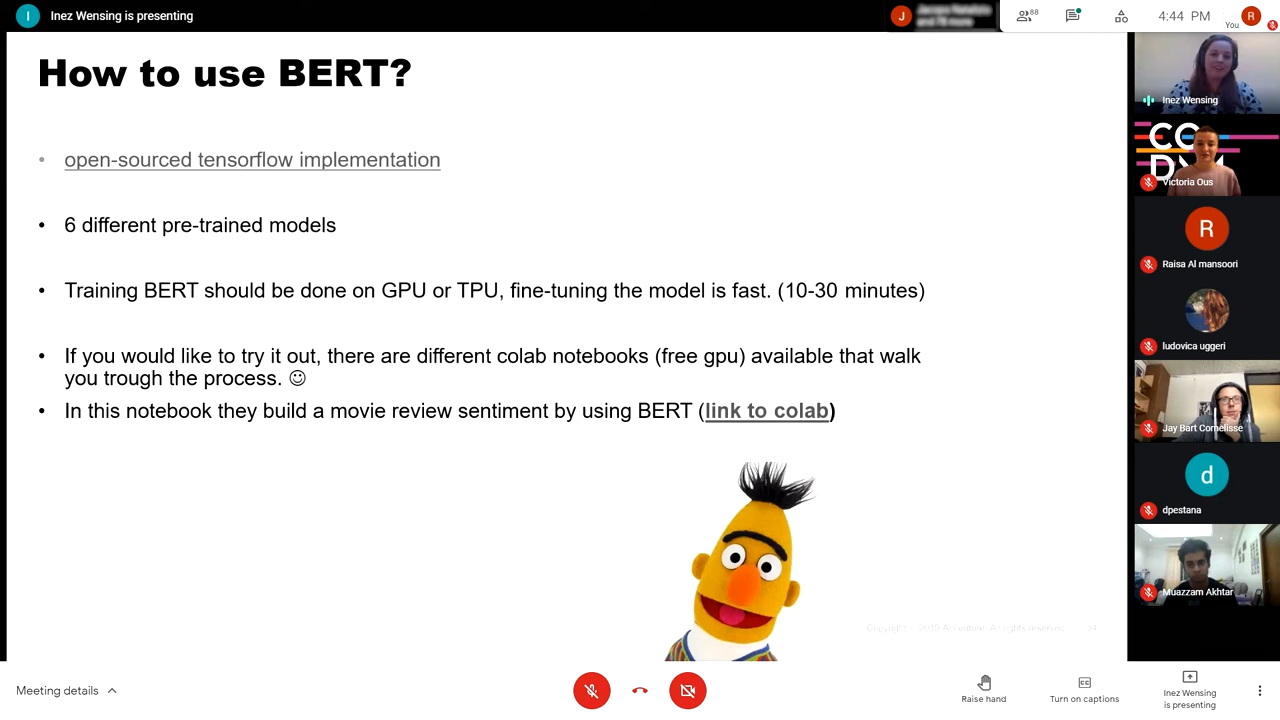 I Inez Wensing is presenting
J
88
4:44 PM
You
R
How to use BERT?
• open-sourced tensorflow implementation
• 6 different pre-trained models
• Training BERT should be done on GPU or TPU, fine-tuning the model is fast. (10-30 minutes)
• If you would like to try it out, there are different colab notebooks (free gpu) available that walk
you trough the process. ☺
• In this notebook they build a movie review sentiment by using BERT (link to colab)
Inez Wensing
CO
Victoria Ous
R
Raisa Al mansoori
ludovica uggeri
Jay Bart Cornelisse
d
dpestana
Muazzam Akhtar
Meeting details
Raise hand
Turn on captions
Inez Wensing
is presenting